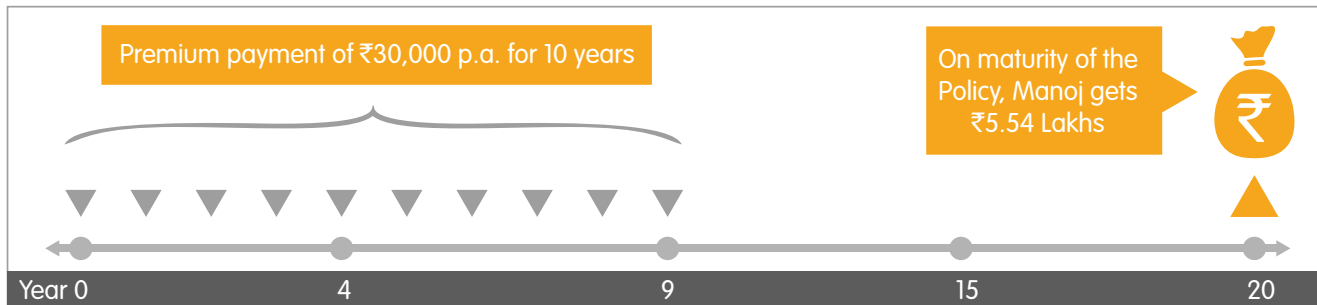 Premium payment of ₹30,000 p.a. for 10 years
On maturity of the
Policy, Manoj gets
₹5.54 Lakhs
₹
Year 0 4 9 15 20